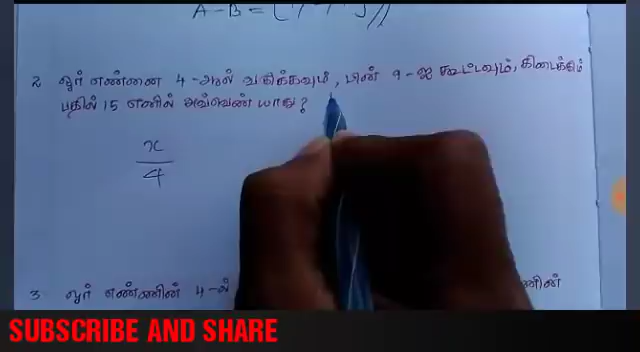 A - B = {
2 ஓர் எண்ணை 4 - ஆல் வகுக்கவும், பின் 9 - ஐ கூட்டவும், கிடைக்கும்
பதில் 15 எனில் அவ்வெண் யாது?
x
4
3. ஓர் எண்ணின் 4 - ல்
SUBSCRIBE AND SHARE